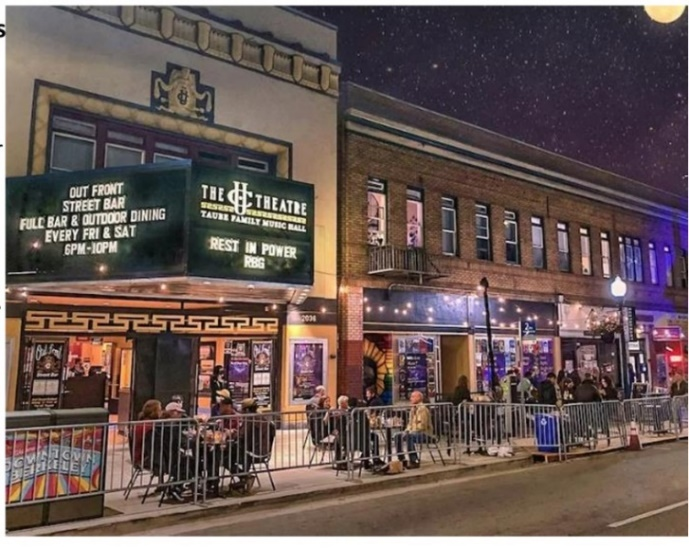 OUT FRONT
STREET BAR
FULL BAR & OUTDOOR DINING
EVERY FRI & SAT
6PM-10PM
THE UC THEATRE
TAUBE FAMILY MUSIC HALL
REST IN POWER
RBG
2036